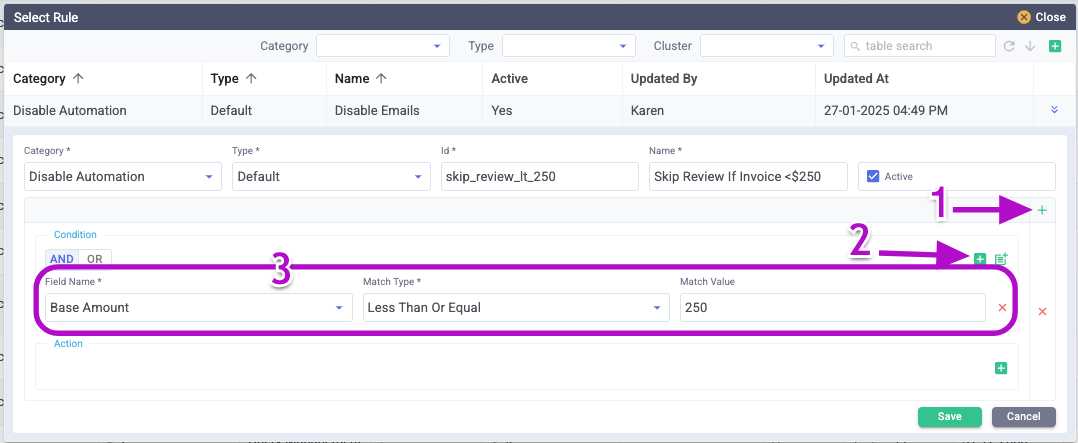 Select Rule
Close
Category Type Cluster table search
Category Type Name Active Updated By Updated At
Disable Automation Default Disable Emails Yes Karen 27-01-2025 04:49 PM
Category * Type * Id * Name *
Disable Automation Default skip_review_lt_250 Skip Review If Invoice <$250 Active
1
Condition
2
AND OR
3
Field Name * Match Type * Match Value
Base Amount Less Than Or Equal 250
Action
Save Cancel